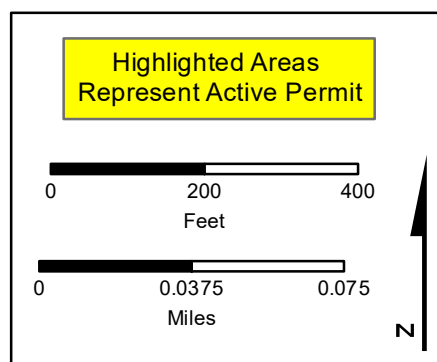 Highlighted Areas
Represent Active Permit
0 200 400
Feet
0 0.0375 0.075
Miles
N